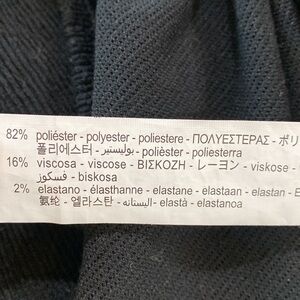 82% poliéster - polyester - poliestere - ΠΟΛΥΕΣΤΕΡΑΣ - ポリ
폴리에스터 - بوليستير - polièster - poliesterra
16% viscosa - viscose - ΒΙΣΚΟΖΗ - レーヨン - viskose -
فسكوز - biskosa
2% elastano - élasthanne - elastane - elastaan - elastan - Ε
氨纶 - 엘라스탄 - اليستانه - elastà - elastanoa